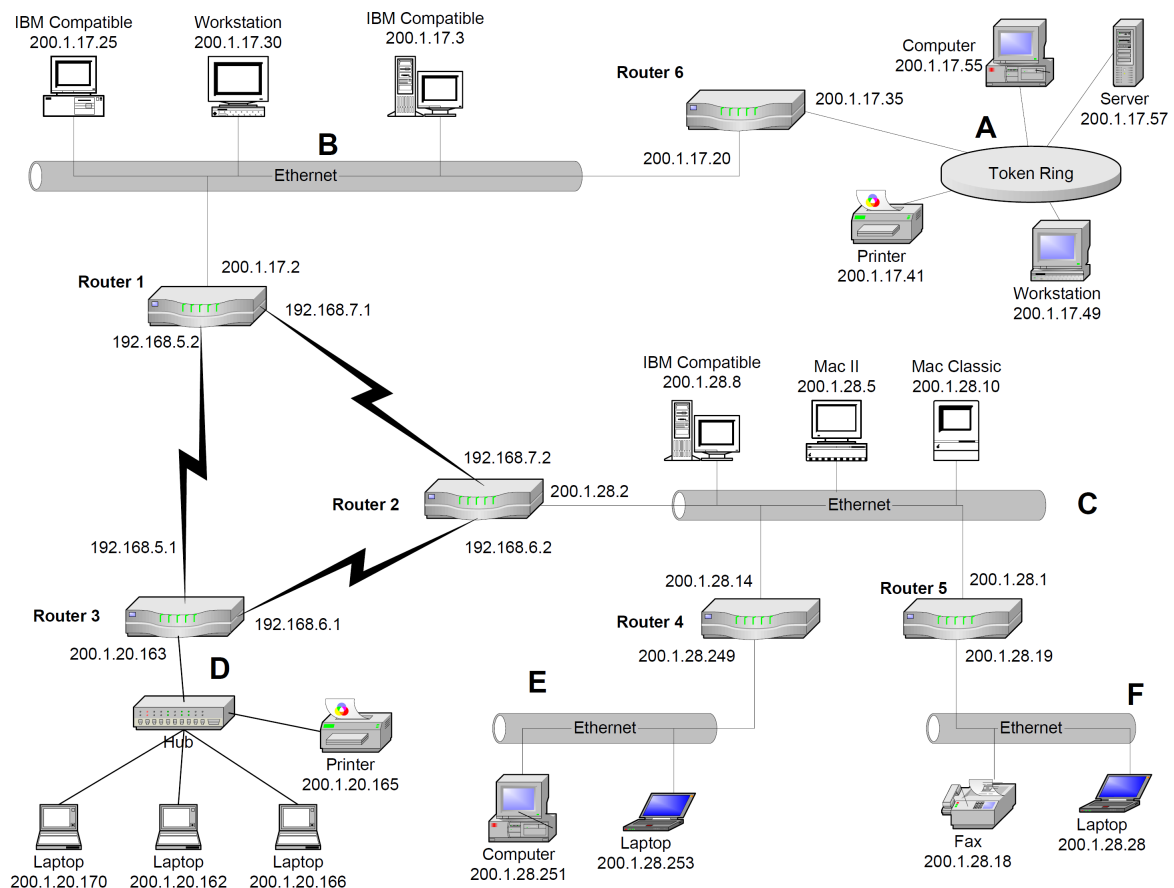 IBM Compatible
200.1.17.25
Workstation
200.1.17.30
IBM Compatible
200.1.17.3
B
Ethernet
Router 6
200.1.17.35
200.1.17.20
Computer
200.1.17.55
Server
200.1.17.57
A
Token Ring
Printer
200.1.17.41
Workstation
200.1.17.49
Router 1
200.1.17.2
192.168.7.1
192.168.5.2
IBM Compatible
200.1.28.8
Mac II
200.1.28.5
Mac Classic
200.1.28.10
192.168.7.2
Router 2
200.1.28.2
Ethernet
C
192.168.6.2
192.168.5.1
Router 3
192.168.6.1
200.1.20.163
D
Hub
Printer
200.1.20.165
Laptop
200.1.20.170
Laptop
200.1.20.162
Laptop
200.1.20.166
200.1.28.14
Router 4
200.1.28.249
200.1.28.1
Router 5
200.1.28.19
E
Ethernet
Computer
200.1.28.251
Laptop
200.1.28.253
F
Ethernet
Fax
200.1.28.18
Laptop
200.1.28.28